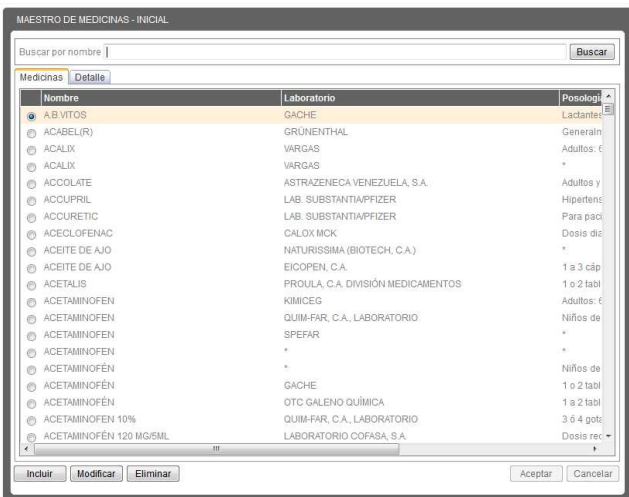 MAESTRO DE MEDICINAS - INICIAL
Buscar por nombre Buscar
Medicinas Detalle
Nombre Laboratorio Posologi
A.B.VITOS GACHE Lactantes
ACABEL(R) GRÜNENTHAL Generalm
ACALIX VARGAS Adultos: 6
ACALIX VARGAS *
ACCOLATE ASTRAZENECA VENEZUELA, S.A. Adultos y
ACCUPRIL LAB. SUBSTANTIA/PFIZER Hipertens
ACCURETIC LAB. SUBSTANTIA/PFIZER Para paci
ACECLOFENAC CALOX MCK Dosis dia
ACEITE DE AJO NATURISSIMA (BIOTECH, C.A.) *
ACEITE DE AJO EICOPEN, C.A. 1 a 3 cáp
ACETALIS PROULA, C.A. DIVISIÓN MEDICAMENTOS 1 o 2 tabl
ACETAMINOFEN KIMICEG Adultos: 6
ACETAMINOFEN QUIM-FAR, C.A., LABORATORIO Niños de
ACETAMINOFEN SPEFAR *
ACETAMINOFEN * *
ACETAMINOFÉN * Niños de
ACETAMINOFÉN GACHE 1 o 2 tabl
ACETAMINOFÉN OTC GALENO QUÍMICA 1 a 2 tabl
ACETAMINOFEN 10% QUIM-FAR, C.A., LABORATORIO 3 ó 4 gota
ACETAMINOFÉN 120 MG/5ML LABORATORIO COFASA, S.A. Dosis rec
Incluir Modificar Eliminar Aceptar Cancelar